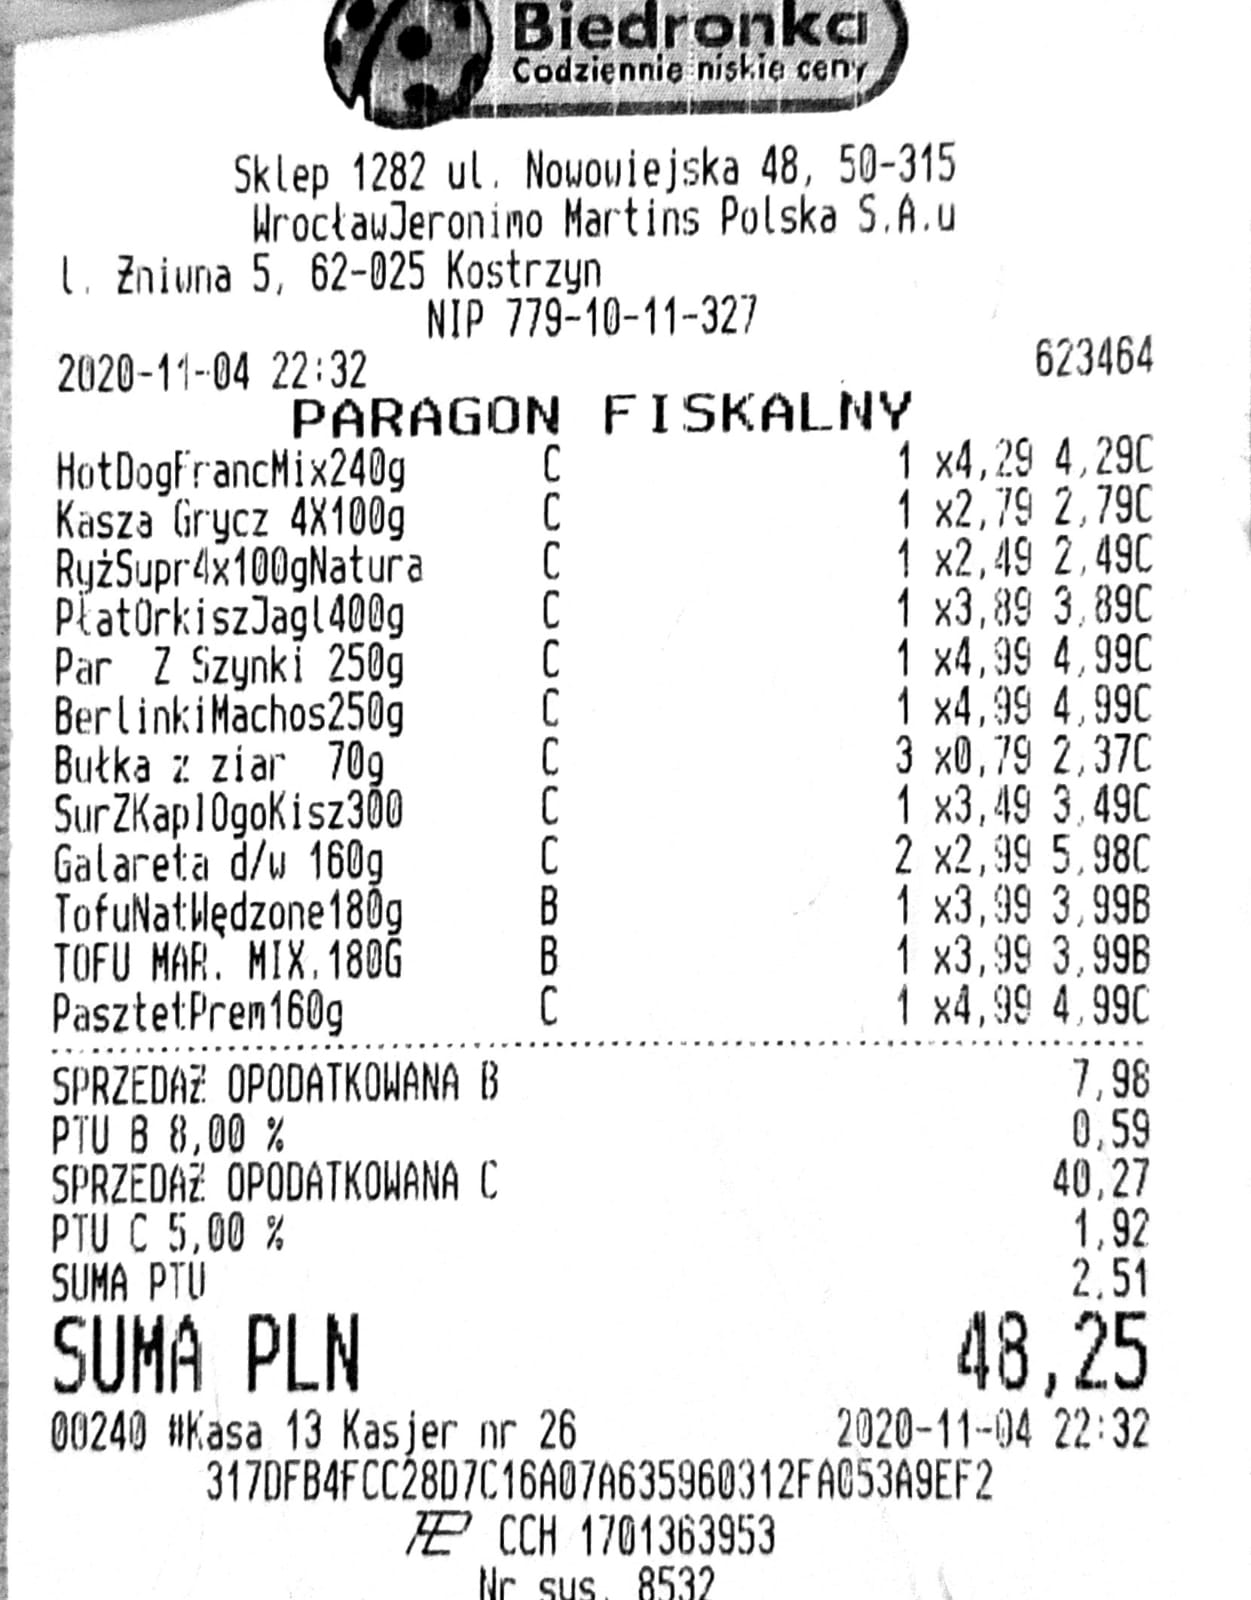 Biedronka
Codziennie niskie ceny
Sklep 1282 ul. Nowowiejska 48, 50-315
WrocławJeronimo Martins Polska S.A.u
l. Żniwna 5, 62-025 Kostrzyn
NIP 779-10-11-327
2020-11-04 22:32 623464
PARAGON FISKALNY
HotDogFrancMix240g C 1 x4,29 4,29C
Kasza Grycz 4X100g C 1 x2,79 2,79C
RyżSupr4x100gNatura C 1 x2,49 2,49C
PłatOrkiszJagl400g C 1 x3,89 3,89C
Par Z Szynki 250g C 1 x4,99 4,99C
BerlinkiMachos250g C 1 x4,99 4,99C
Bułka z ziar 70g C 3 x0,79 2,37C
SurZKapIOgoKisz300 C 1 x3,49 3,49C
Galareta d/w 160g C 2 x2,99 5,98C
TofuNatWędzone180g B 1 x3,99 3,99B
TOFU MAR. MIX.180G B 1 x3,99 3,99B
PasztetPrem160g C 1 x4,99 4,99C
SPRZEDAŻ OPODATKOWANA B 7,98
PTU B 8,00 % 0,59
SPRZEDAŻ OPODATKOWANA C 40,27
PTU C 5,00 % 1,92
SUMA PTU 2,51
SUMA PLN 48,25
00240 #Kasa 13 Kasjer nr 26 2020-11-04 22:32
317DFB4FCC28D7C16A07A635960312FA053A9EF2
CCH 1701363953
Nr sys. 8532